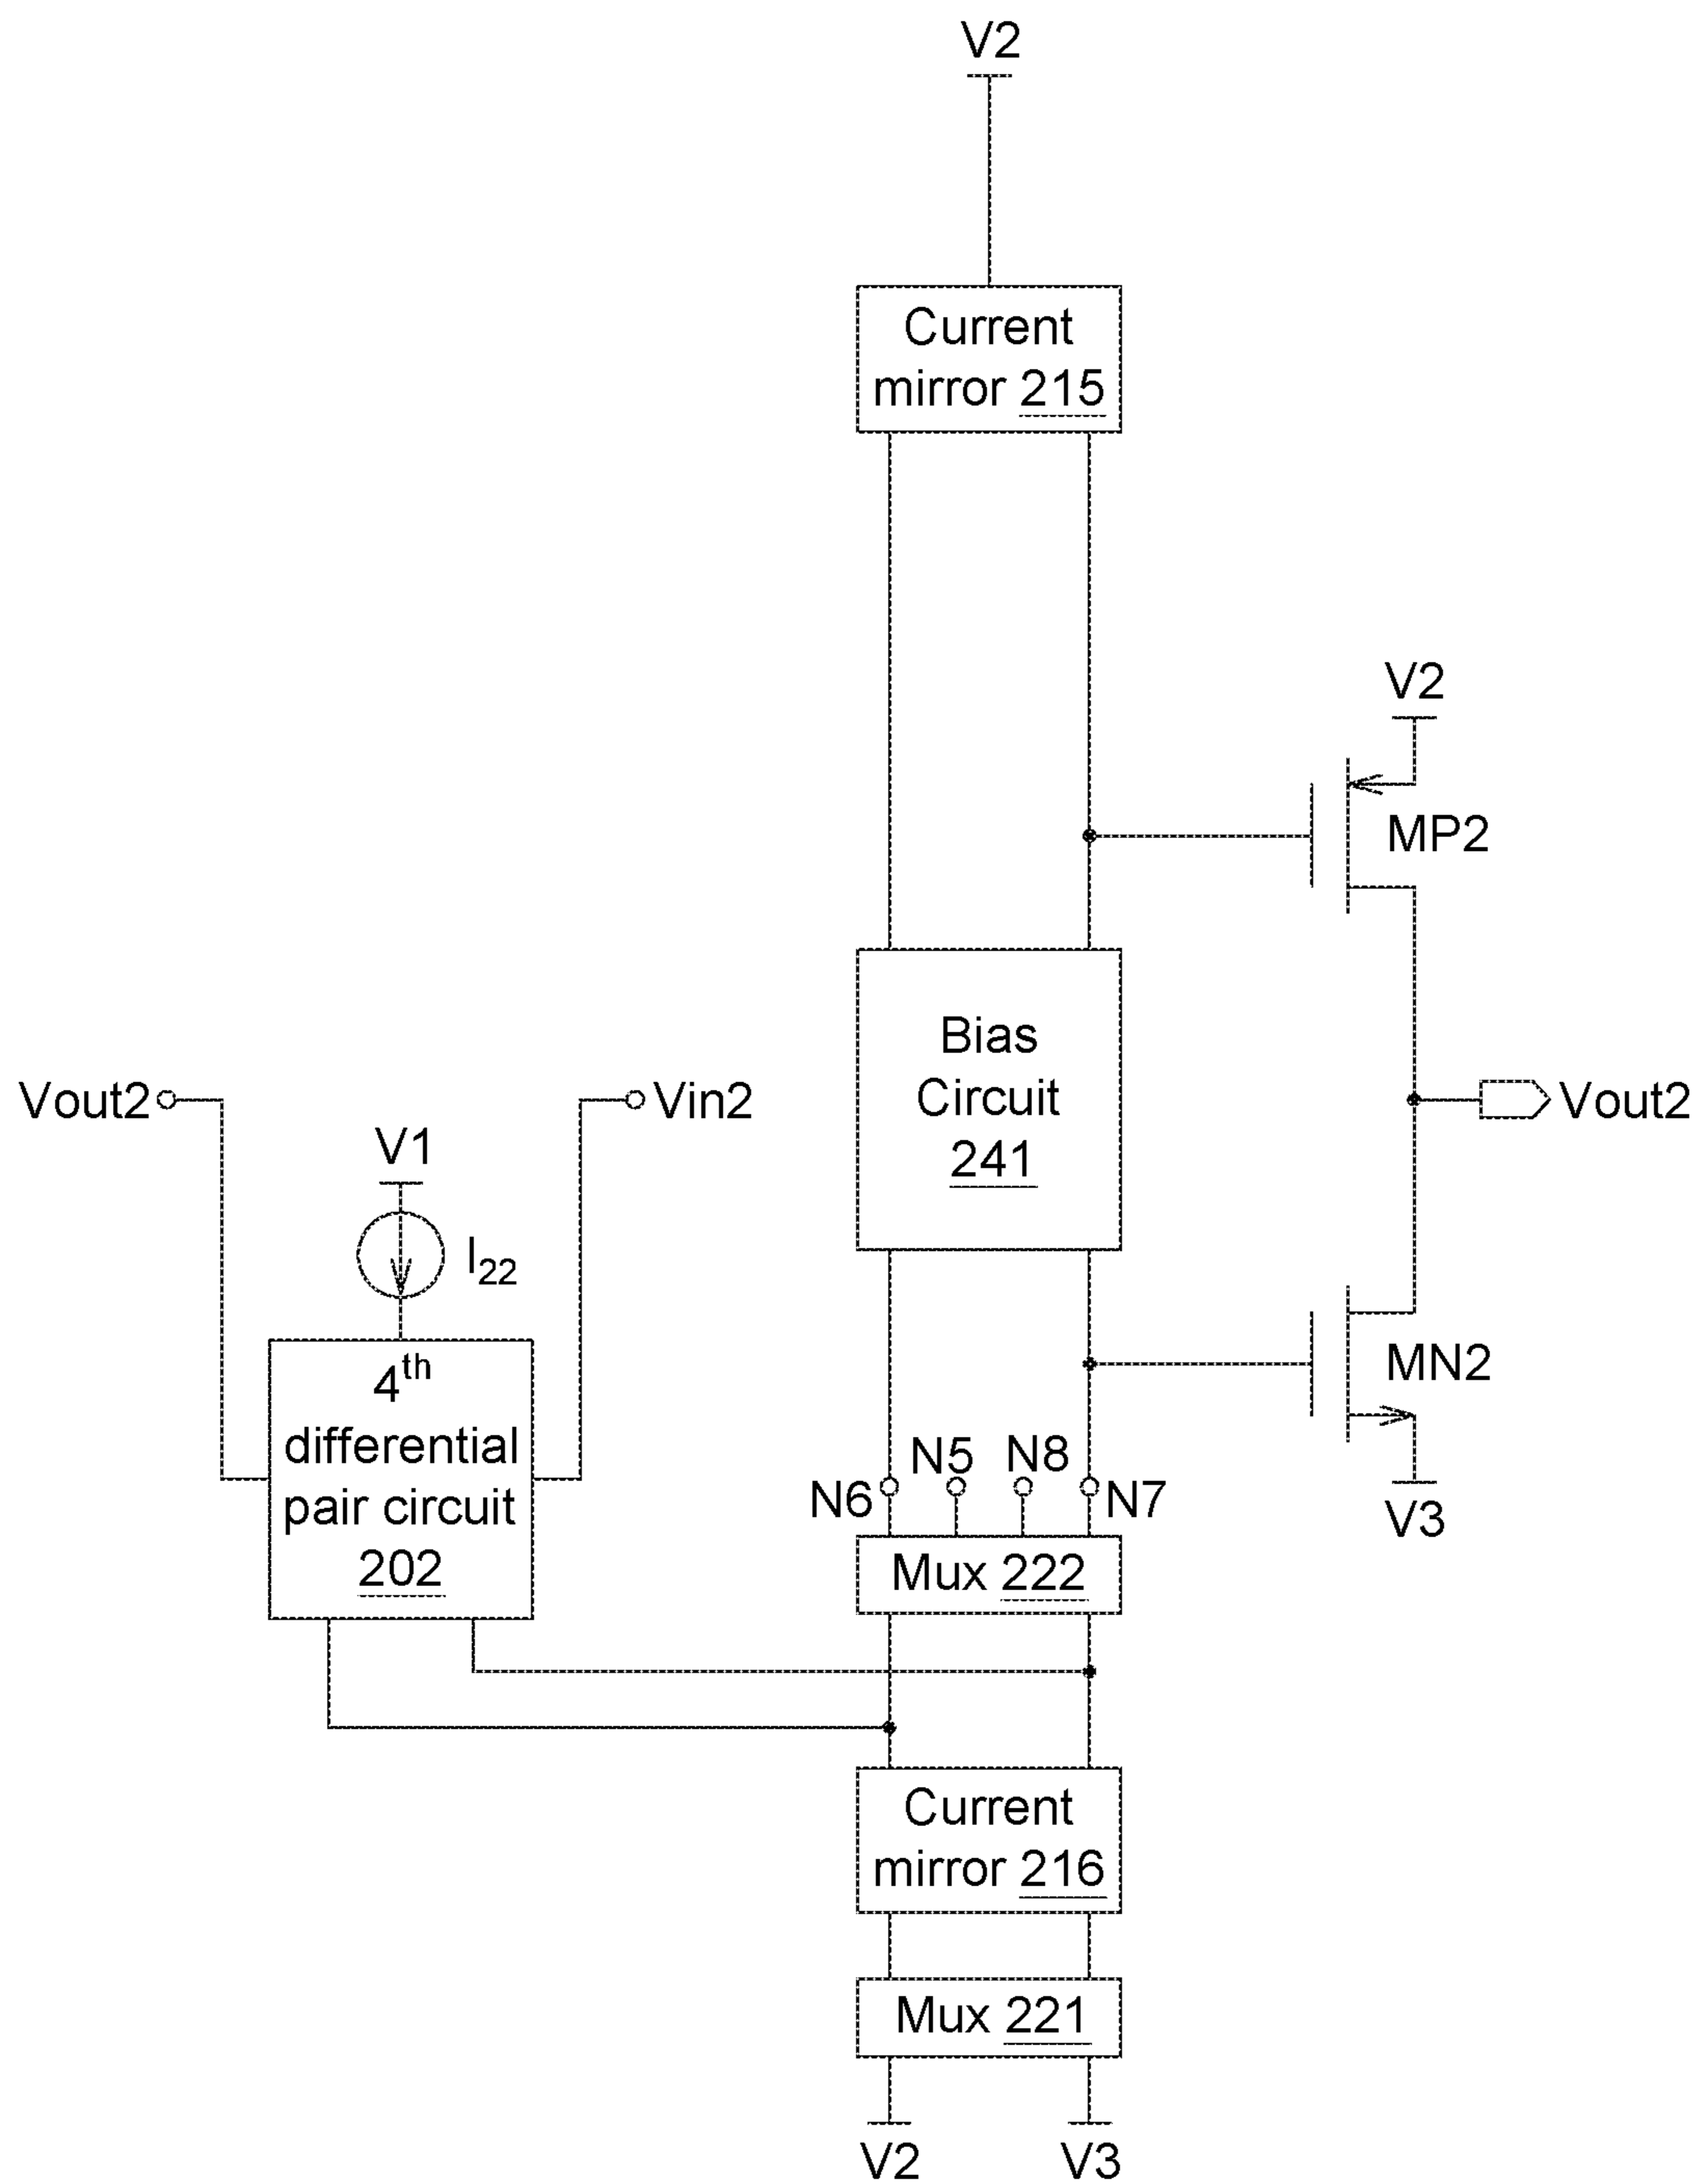 V2
Current
mirror 215
V2
MP2
Bias
Circuit
241
Vout2
Vin2
Vout2
V1
I22
4th
differential
pair circuit
202
MN2
N5
N8
N6
N7
V3
Mux 222
Current
mirror 216
Mux 221
V2
V3